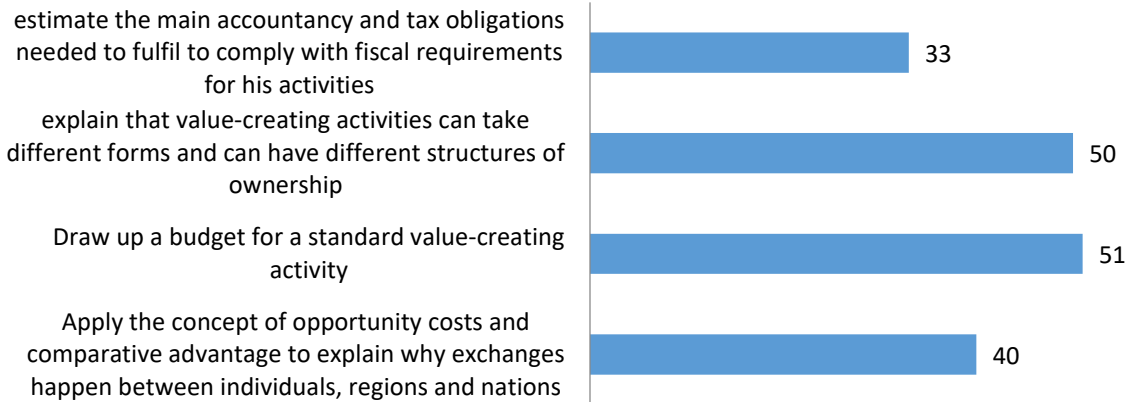 estimate the main accountancy and tax obligations
needed to fulfil to comply with fiscal requirements
for his activities
33
explain that value-creating activities can take
different forms and can have different structures of
ownership
50
Draw up a budget for a standard value-creating
activity
51
Apply the concept of opportunity costs and
comparative advantage to explain why exchanges
happen between individuals, regions and nations
40